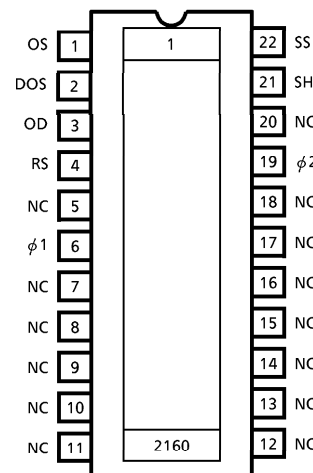 OS 1 1 22 SS
DOS 2 21 SH
OD 3 20 NC
RS 4 19 ϕ2
NC 5 18 NC
ϕ1 6 17 NC
NC 7 16 NC
NC 8 15 NC
NC 9 14 NC
NC 10 13 NC
NC 11 2160 12 NC